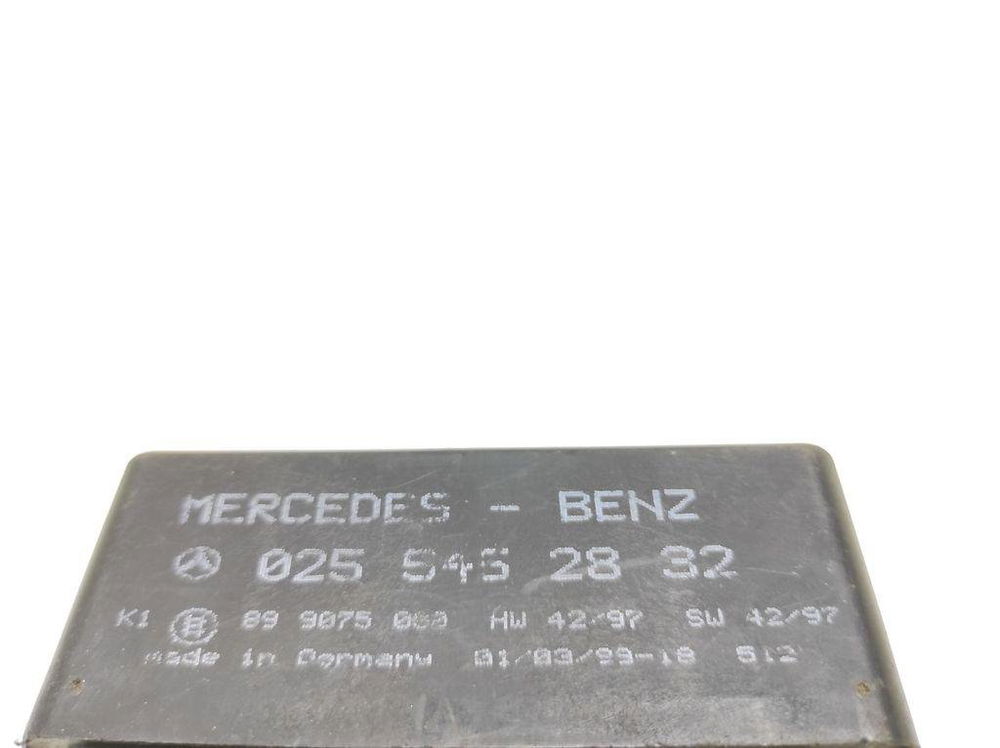 MERCEDES - BENZ
025 545 28 32
K1 89 9075 000 HW 42/97 SW 42/97
made in Germany 01/03/99-18 512